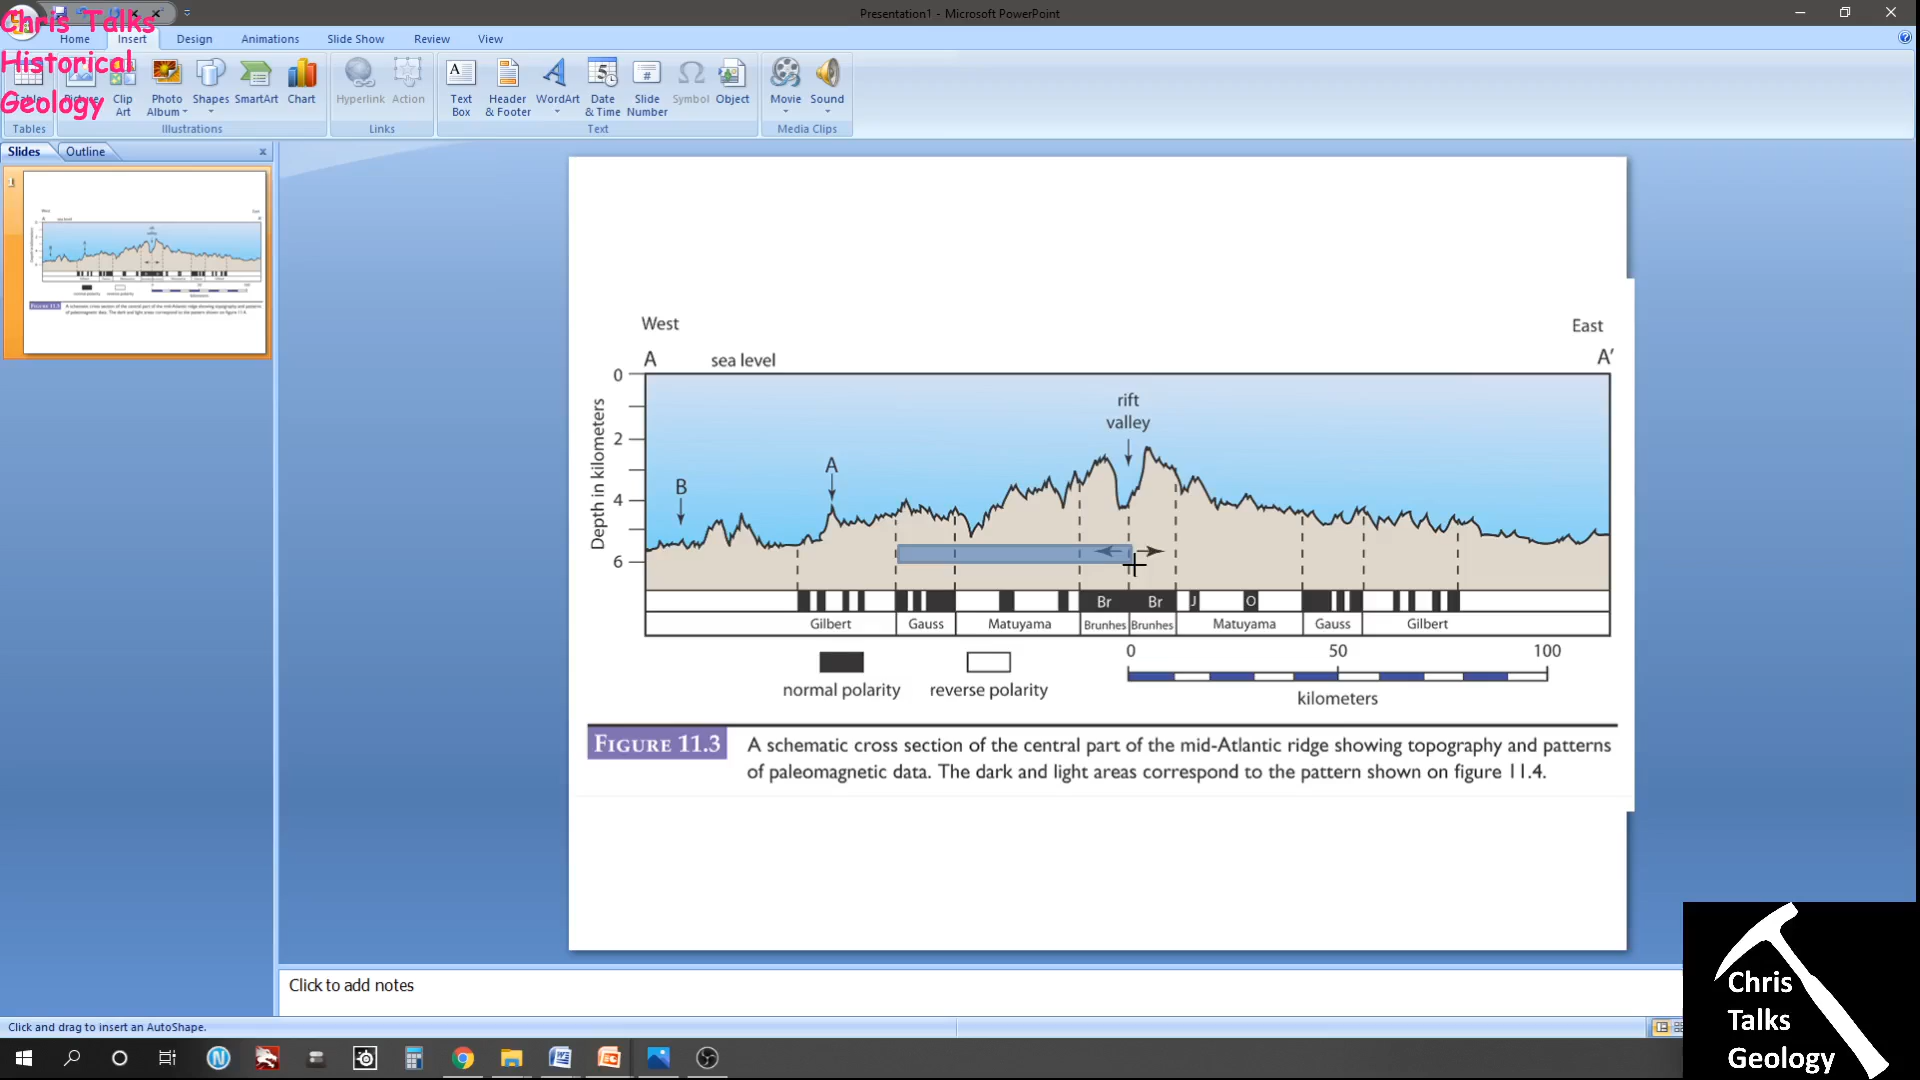 Presentation1 - Microsoft PowerPoint
Chris Talks
Historical
Geology
Home Insert Design Animations Slide Show Review View
Table Picture Clip Art Photo Album Shapes SmartArt Chart Hyperlink Action Text Box Header & Footer WordArt Date & Time Slide Number Symbol Object Movie Sound
Tables Illustrations Links Text Media Clips
Slides Outline
1
West East
A sea level A'
Depth in kilometers
0
2
4
6
rift
valley
A
B
Br Br J O
Gilbert Gauss Matuyama Brunhes Brunhes Matuyama Gauss Gilbert
0 50 100
kilometers
normal polarity reverse polarity
FIGURE 11.3 A schematic cross section of the central part of the mid-Atlantic ridge showing topography and patterns
of paleomagnetic data. The dark and light areas correspond to the pattern shown on figure 11.4.
Click to add notes
Click and drag to insert an AutoShape.
Chris
Talks
Geology